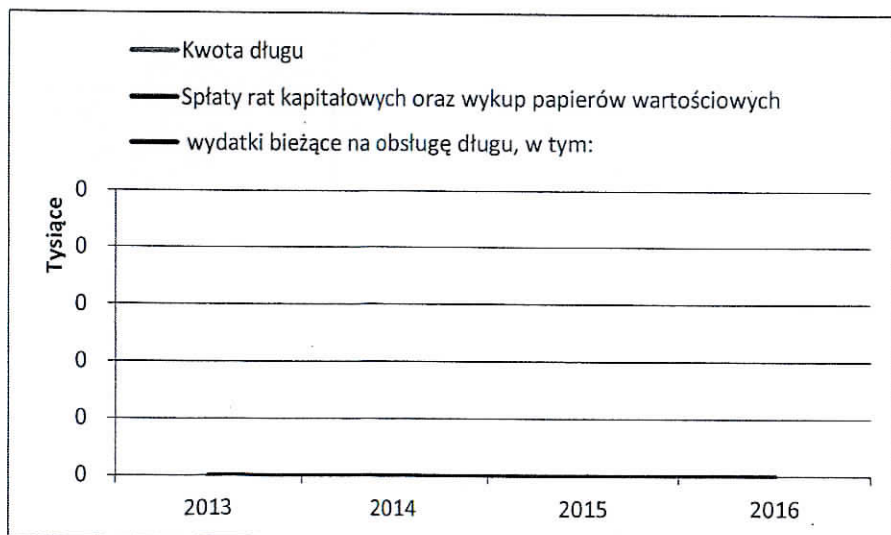 Kwota długu
Spłaty rat kapitałowych oraz wykup papierów wartościowych
wydatki bieżące na obsługę długu, w tym:
Tysiące
0
0
0
0
0
0
2013 2014 2015 2016